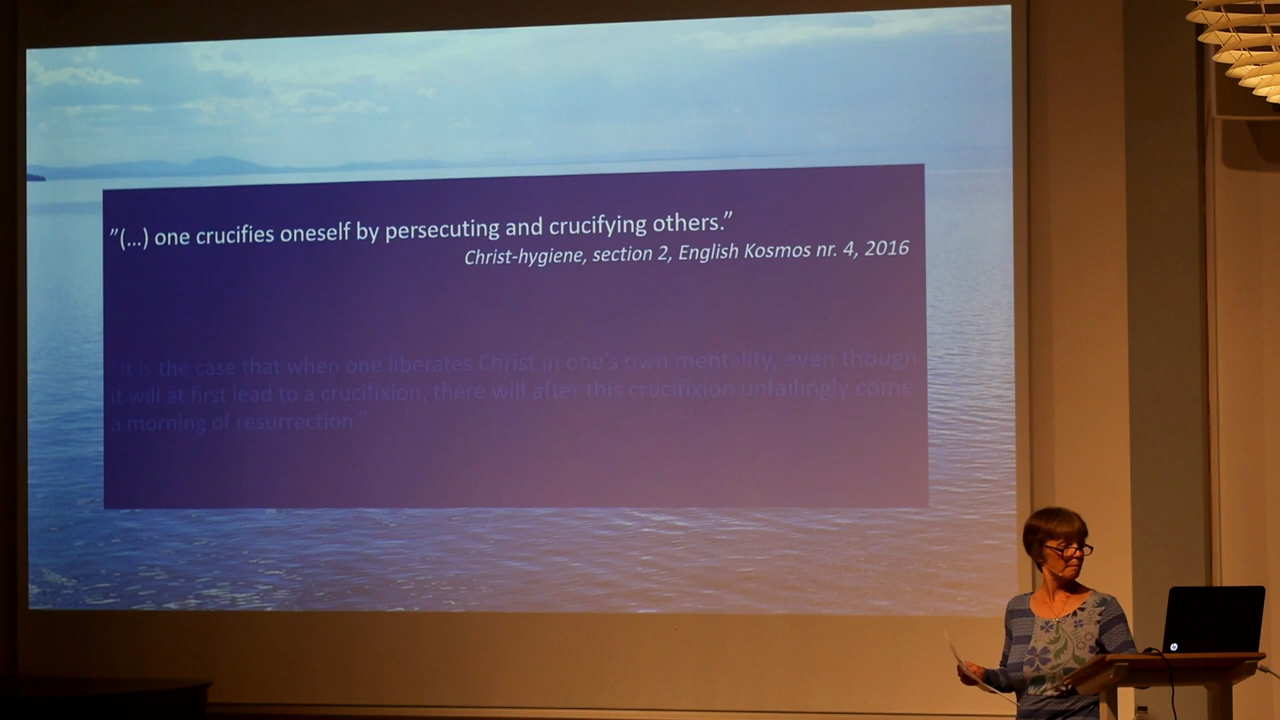 ”(...) one crucifies oneself by persecuting and crucifying others.”
Christ-hygiene, section 2, English Kosmos nr. 4, 2016
"It is the case that when one liberates Christ in one's own mentality, even though
it will at first lead to a crucifixion, there will after this crucifixion unfailingly come
a morning of resurrection."
hp